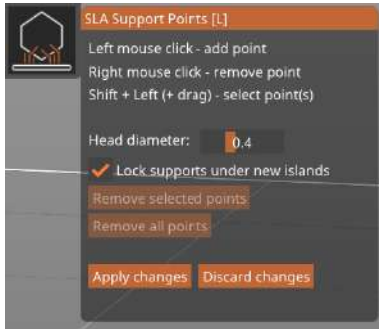 SLA Support Points [L]
Left mouse click - add point
Right mouse click - remove point
Shift + Left (+ drag) - select point(s)
Head diameter: 0.4
Lock supports under new islands
Remove selected points
Remove all points
Apply changes Discard changes